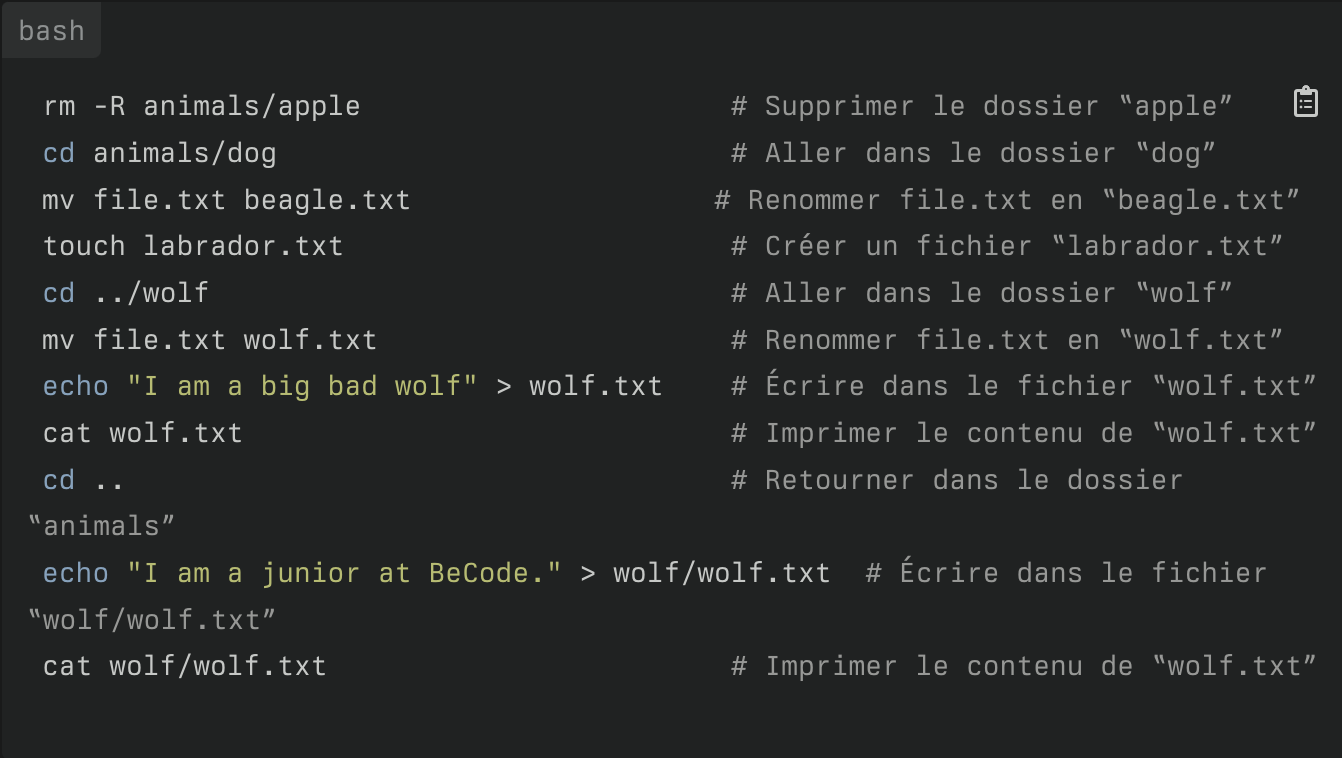 bash
rm -R animals/apple # Supprimer le dossier “apple”
cd animals/dog # Aller dans le dossier “dog”
mv file.txt beagle.txt # Renommer file.txt en “beagle.txt”
touch labrador.txt # Créer un fichier “labrador.txt”
cd ../wolf # Aller dans le dossier “wolf”
mv file.txt wolf.txt # Renommer file.txt en “wolf.txt”
echo "I am a big bad wolf" > wolf.txt # Écrire dans le fichier “wolf.txt”
cat wolf.txt # Imprimer le contenu de “wolf.txt”
cd .. # Retourner dans le dossier
“animals”
echo "I am a junior at BeCode." > wolf/wolf.txt # Écrire dans le fichier
“wolf/wolf.txt”
cat wolf/wolf.txt # Imprimer le contenu de “wolf.txt”